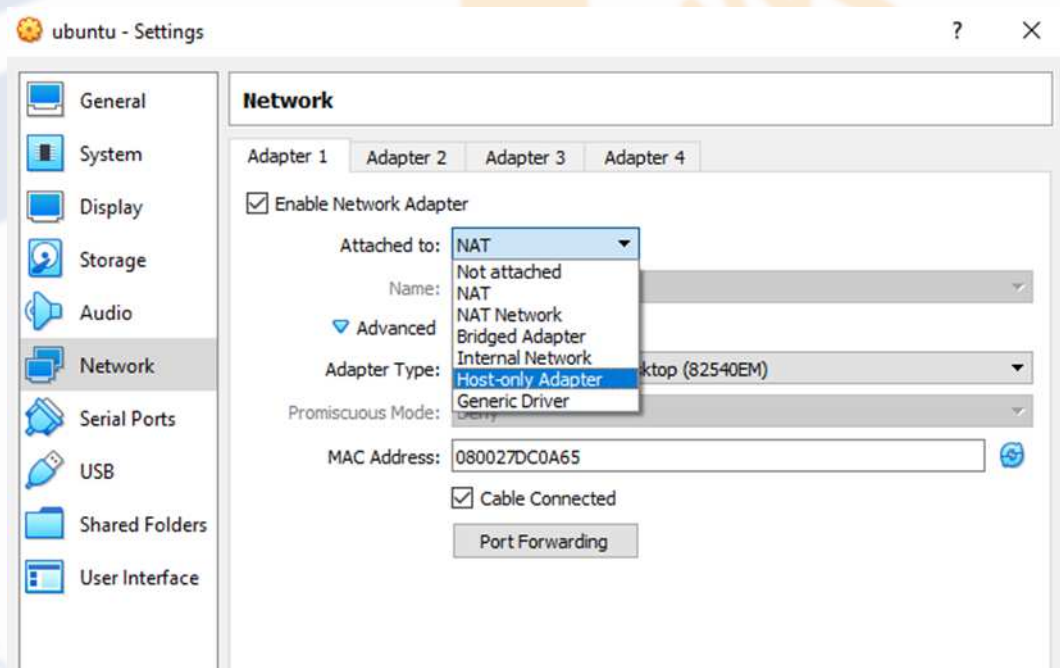 ubuntu - Settings ? ×
General
System
Display
Storage
Audio
Network
Serial Ports
USB
Shared Folders
User Interface
Network
Adapter 1 Adapter 2 Adapter 3 Adapter 4
Enable Network Adapter
Attached to: NAT
Not attached
NAT
NAT Network
Bridged Adapter
Internal Network
Host-only Adapter
Generic Driver
Name:
Advanced
Adapter Type: ktop (82540EM)
Promiscuous Mode: Deny
MAC Address: 080027DC0A65
Cable Connected
Port Forwarding